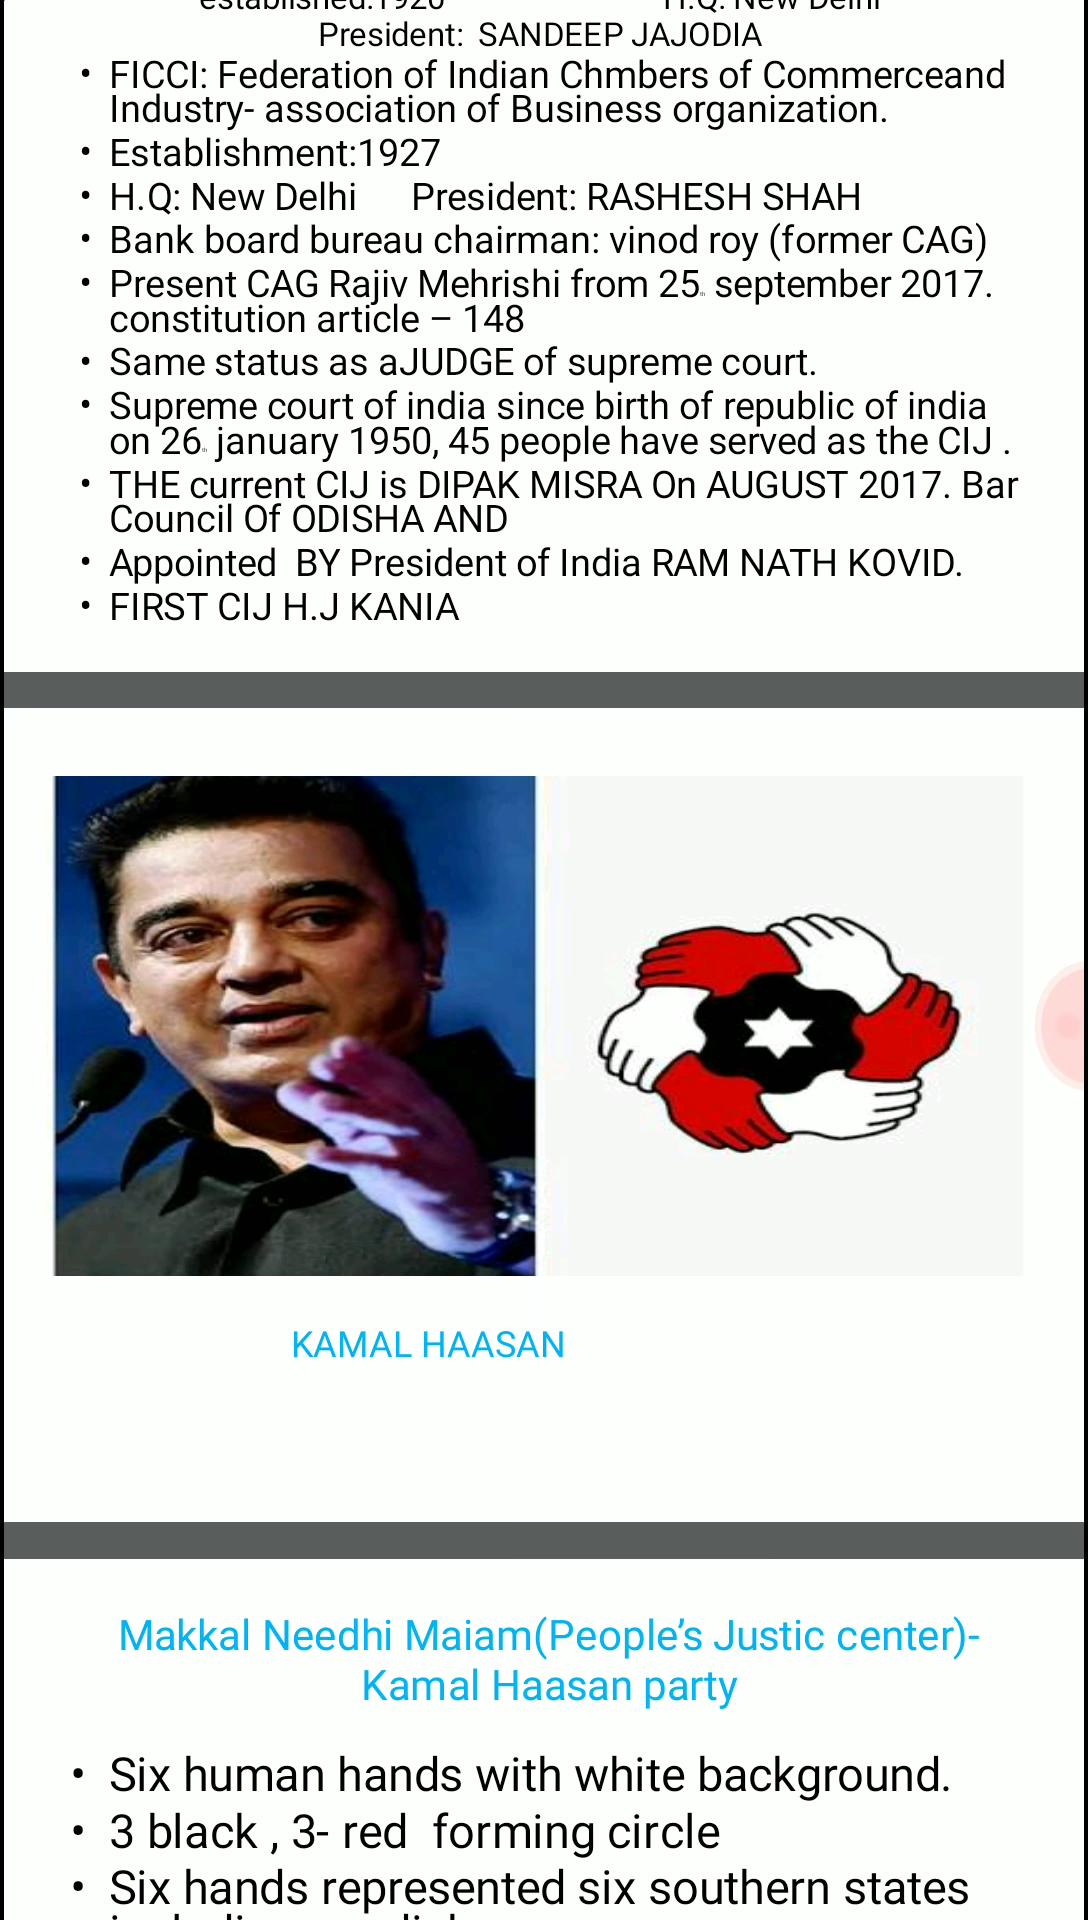 established:1920 H.Q: New Delhi
President: SANDEEP JAJODIA
• FICCI: Federation of Indian Chmbers of Commerceand
Industry- association of Business organization.
• Establishment:1927
• H.Q: New Delhi President: RASHESH SHAH
• Bank board bureau chairman: vinod roy (former CAG)
• Present CAG Rajiv Mehrishi from 25th september 2017.
constitution article – 148
• Same status as aJUDGE of supreme court.
• Supreme court of india since birth of republic of india
on 26th january 1950, 45 people have served as the CIJ .
• THE current CIJ is DIPAK MISRA On AUGUST 2017. Bar
Council Of ODISHA AND
• Appointed BY President of India RAM NATH KOVID.
• FIRST CIJ H.J KANIA
KAMAL HAASAN
Makkal Needhi Maiam(People’s Justic center)-
Kamal Haasan party
• Six human hands with white background.
• 3 black , 3- red forming circle
• Six hands represented six southern states